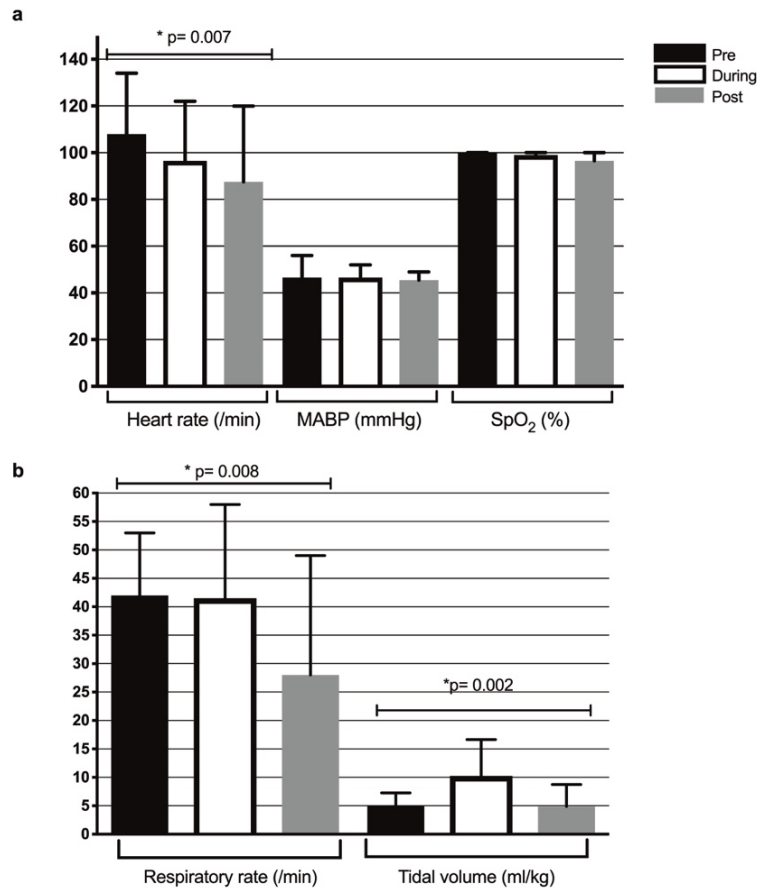 a
* p= 0.007
140
120
100
80
60
40
20
0
Pre
During
Post
Heart rate (/min)
MABP (mmHg)
SpO2 (%)
b
* p= 0.008
60
55
50
45
40
35
30
25
20
15
10
5
0
*p= 0.002
Respiratory rate (/min)
Tidal volume (ml/kg)